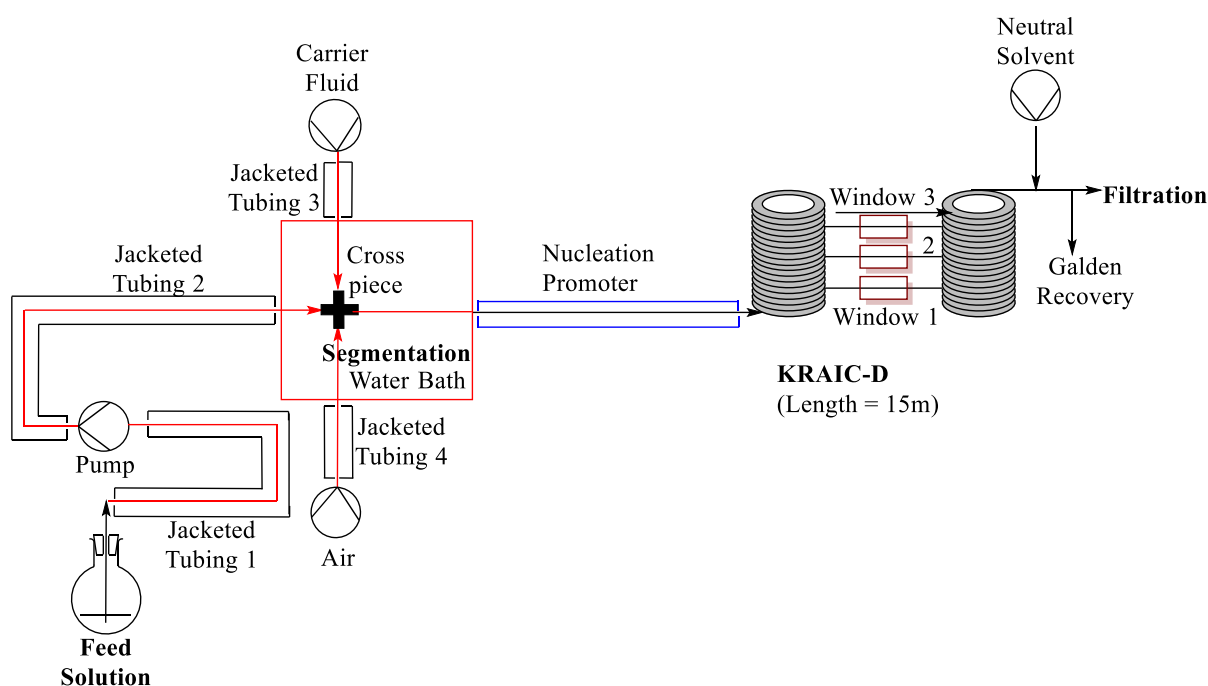 Neutral
Solvent
Carrier
Fluid
Jacketed
Tubing 3
Window 3
Filtration
Cross
piece
Jacketed
Tubing 2
Nucleation
Promoter
2
Galden
Recovery
Window 1
Segmentation
Water Bath
KRAIC-D
(Length = 15m)
Jacketed
Tubing 4
Pump
Jacketed
Tubing 1
Air
Feed
Solution